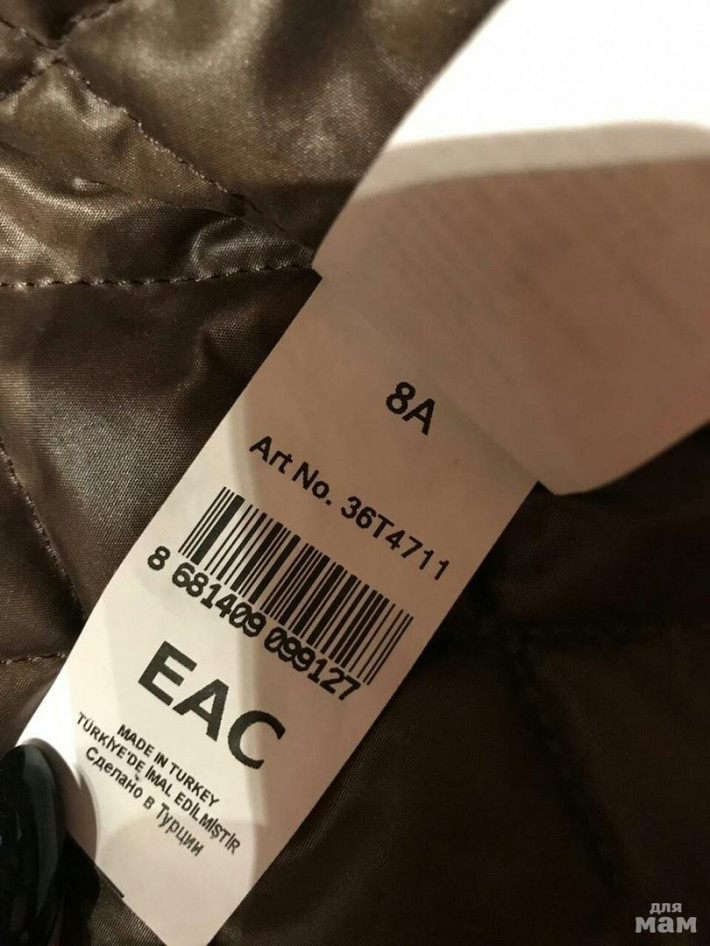 8A
Art No. 36T4711
8 681409 099127
EAC
MADE IN TURKEY
TÜRKİYE'DE İMAL EDİLMİŞTİR
Сделано в Турции
для
мам